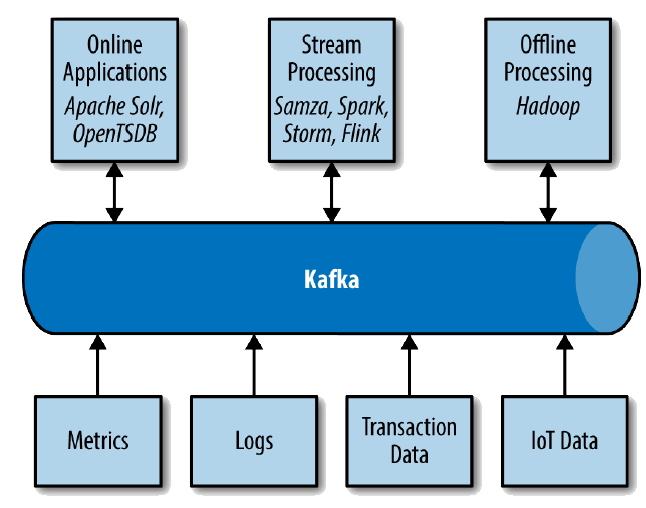 Online
Applications
Apache Solr,
OpenTSDB
Stream
Processing
Samza, Spark,
Storm, Flink
Offline
Processing
Hadoop
Kafka
Metrics
Logs
Transaction
Data
IoT Data